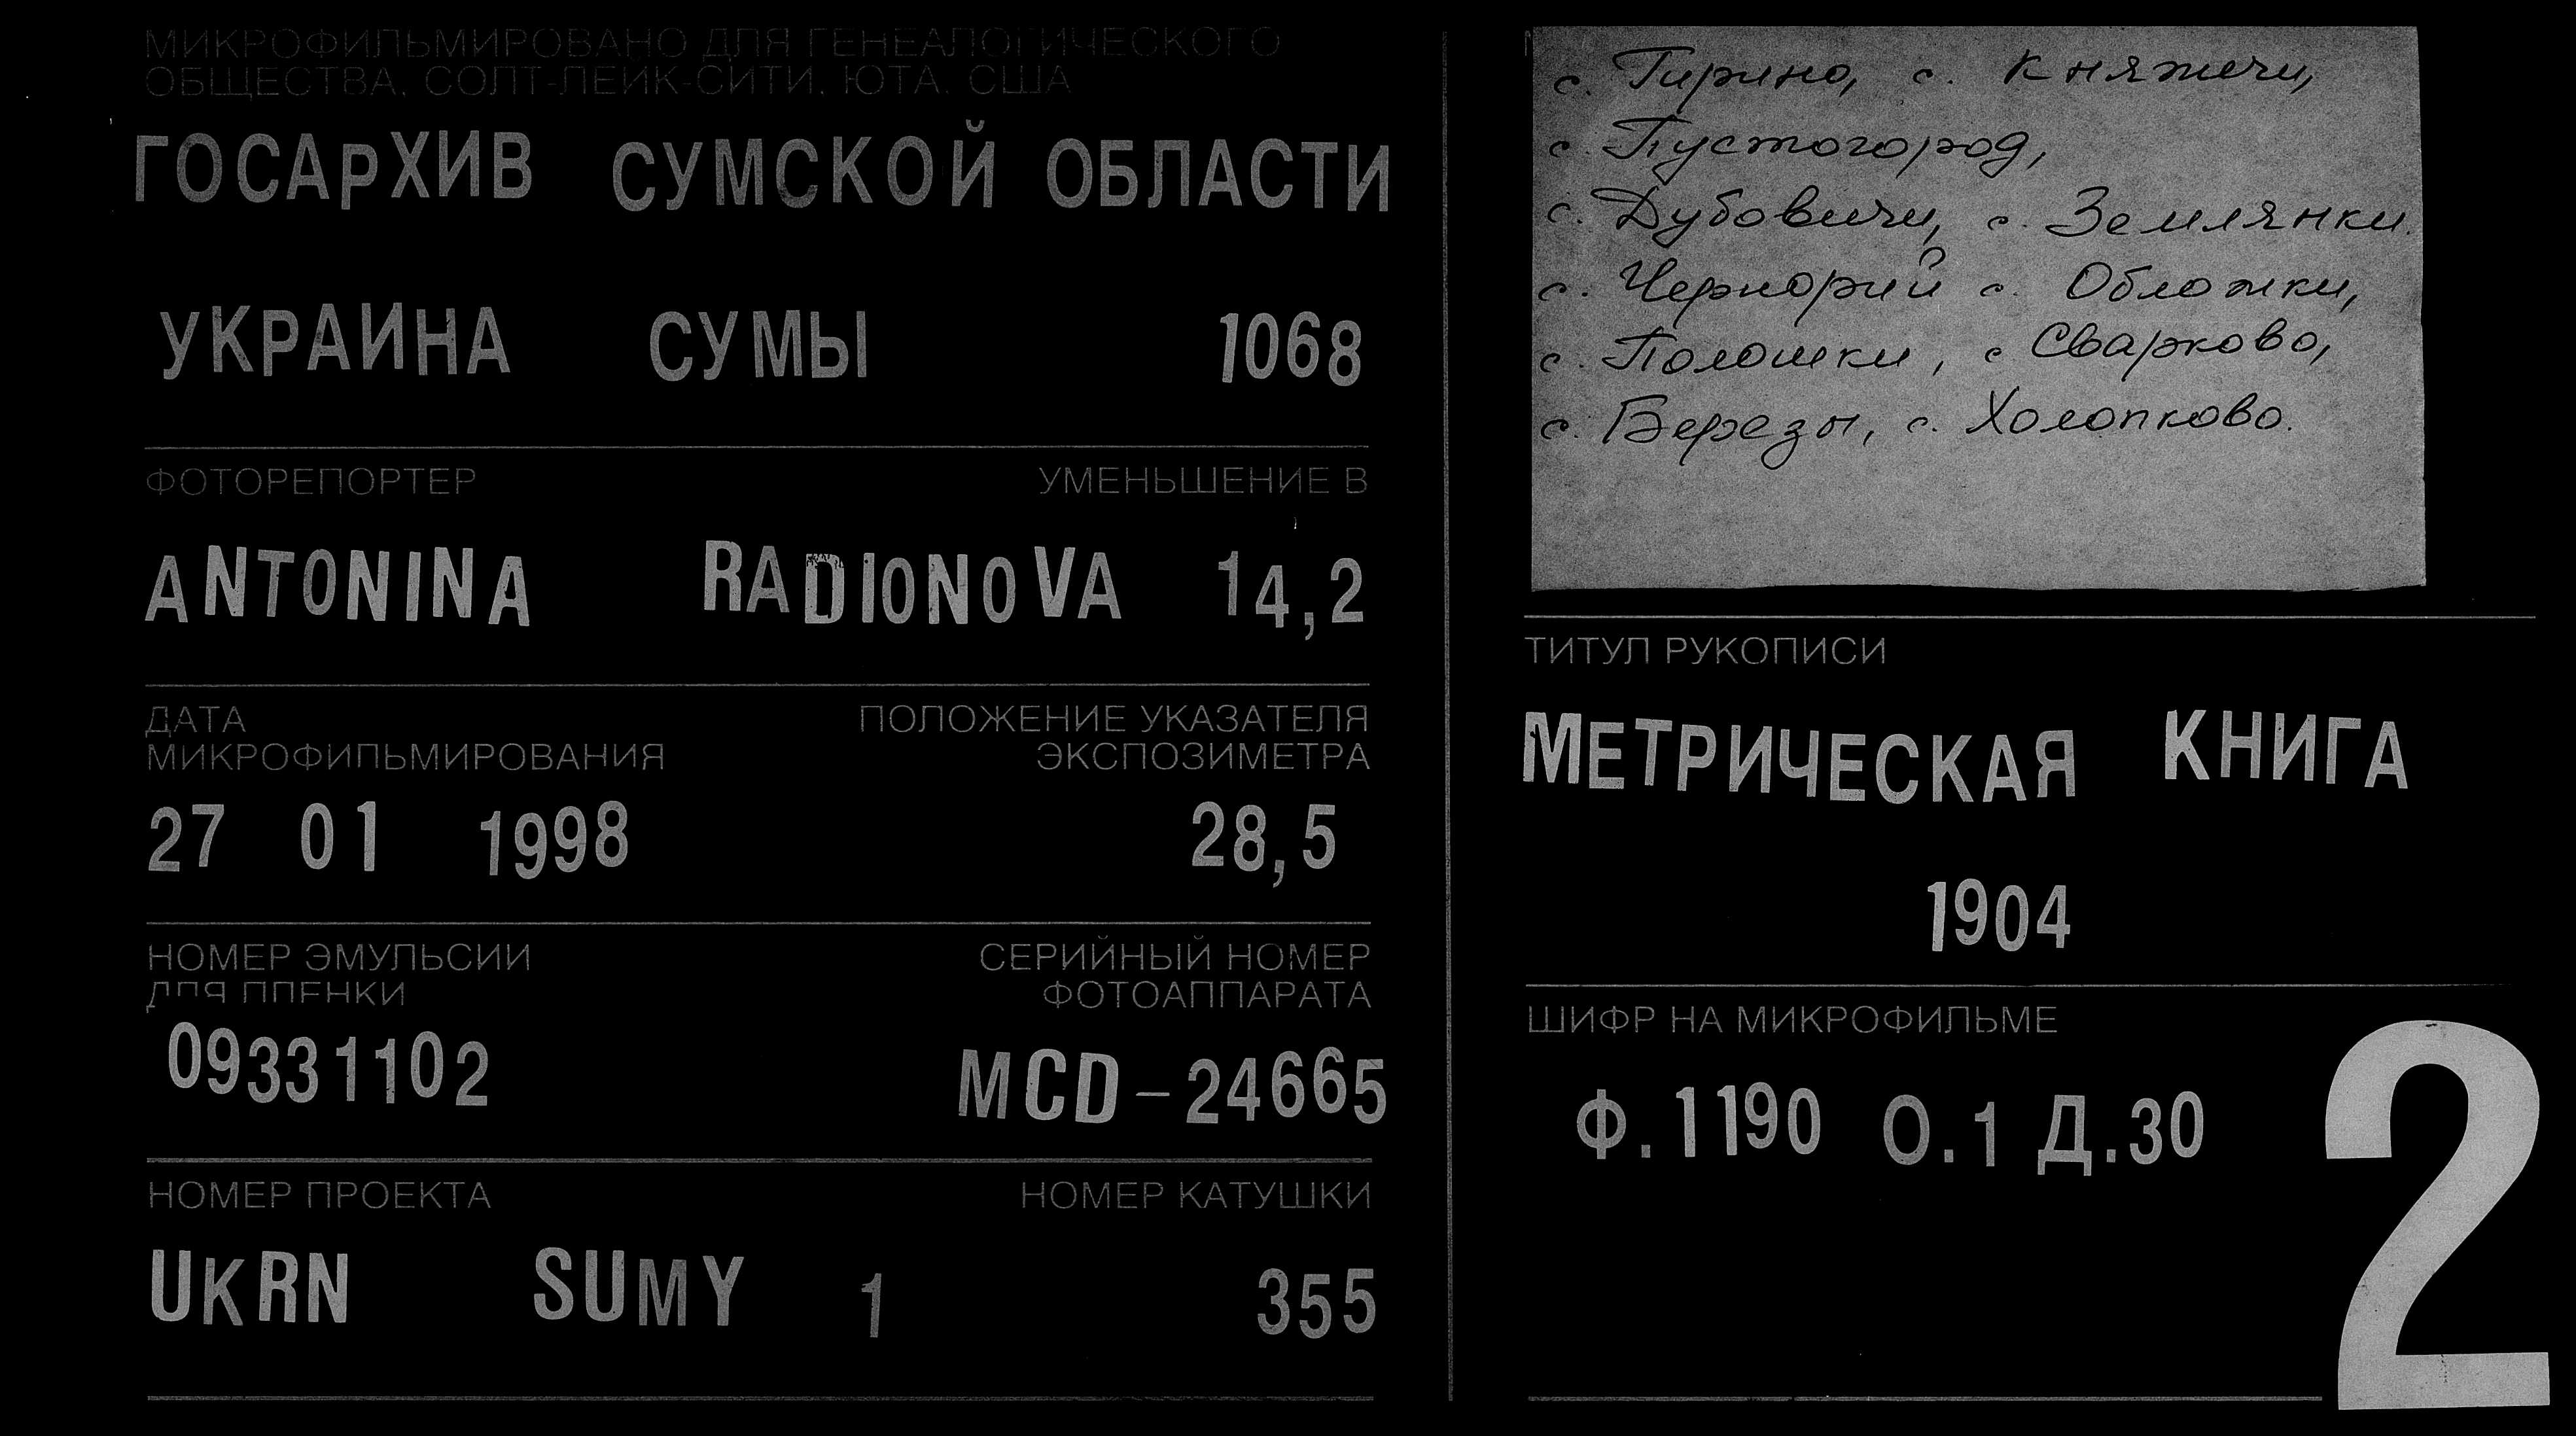 МИКРОФИЛЬМИРОВАНО ДЛЯ ГЕНЕАЛОГИЧЕСКОГО
ОБЩЕСТВА. СОЛТ-ЛЕИК-СИТИ. ЮТА. США
ГОСАРХИВ СУМСКОЙ ОБЛАСТИ
УКРАИНА СУМЫ 1068
ФОТОРЕПОРТЕР УМЕНЬШЕНИЕ В
ANTONINA RADIONOVA 14,2
ДАТА
МИКРОФИЛЬМИРОВАНИЯ
ПОЛОЖЕНИЕ УКАЗАТЕЛЯ
ЭКСПОЗИМЕТРА
27 01 1998 28,5
НОМЕР ЭМУЛЬСИИ
ДЛЯ ПЛЕНКИ
СЕРИЙНЫЙ НОМЕР
ФОТОАППАРАТА
09331102 MCD-24665
НОМЕР ПРОЕКТА НОМЕР КАТУШКИ
UKRN SUMY 1 355
с. Тирино, с. Княжичи,
с. Пустогород,
с. Дубовичи, с. Землянки.
с. Черторий с. Обложки,
с. Полошки, с Сварково,
с. Березы, с. Холопково.
ТИТУЛ РУКОПИСИ
МЕТРИЧЕСКАЯ КНИГА
1904
ШИФР НА МИКРОФИЛЬМЕ
Ф.1190 О.1 Д.30
2